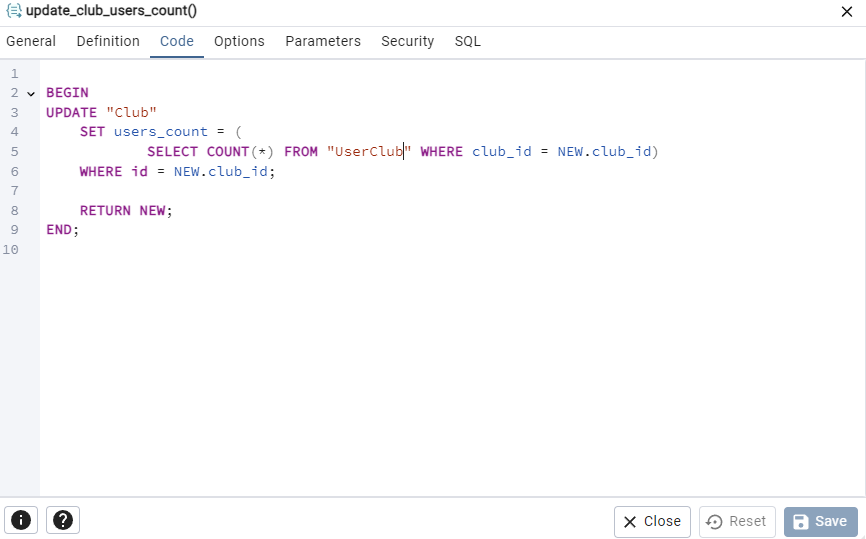 update_club_users_count()
General Definition Code Options Parameters Security SQL
1
2 BEGIN
3 UPDATE "Club"
4 SET users_count = (
5 SELECT COUNT(*) FROM "UserClub" WHERE club_id = NEW.club_id)
6 WHERE id = NEW.club_id;
7
8 RETURN NEW;
9 END;
10
Close Reset Save